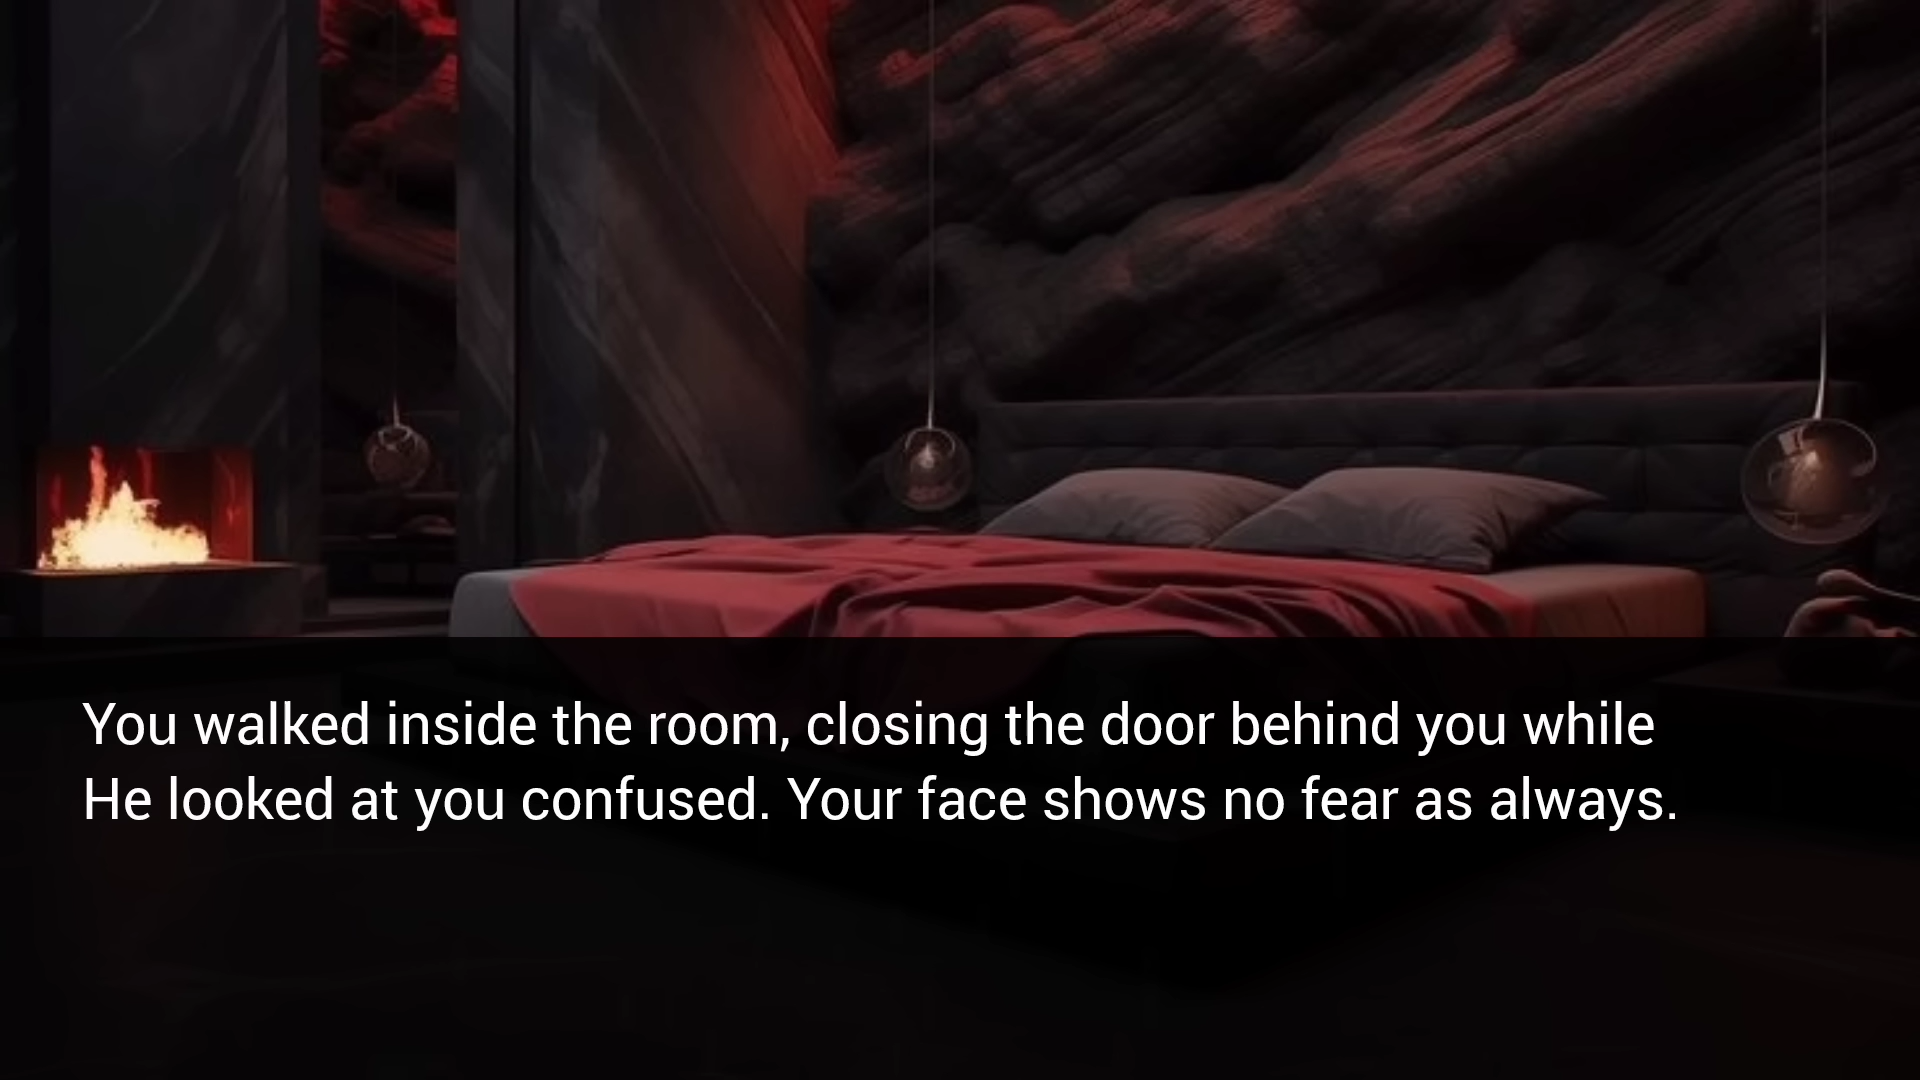 You walked inside the room, closing the door behind you while
He looked at you confused. Your face shows no fear as always.